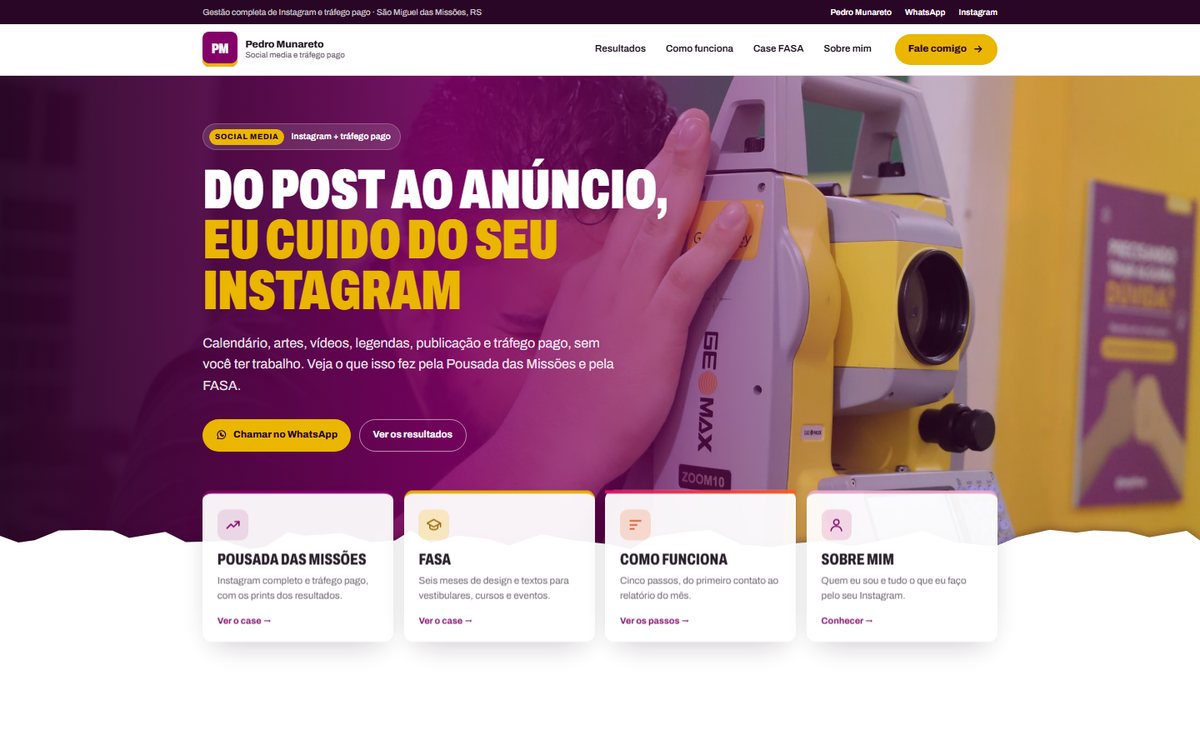 Gestão completa de Instagram e tráfego pago · São Miguel das Missões, RS
Pedro Munareto WhatsApp Instagram
PM
Pedro Munareto
Social media e tráfego pago
Resultados Como funciona Case FASA Sobre mim Fale comigo →
SOCIAL MEDIA Instagram + tráfego pago
DO POST AO ANÚNCIO,
EU CUIDO DO SEU
INSTAGRAM
Calendário, artes, vídeos, legendas, publicação e tráfego pago, sem
você ter trabalho. Veja o que isso fez pela Pousada das Missões e pela
FASA.
Chamar no WhatsApp Ver os resultados
GEOMAX
ZOOM10
PRECISANDO
TIRAR ALGUMA
DÚVIDA?
POUSADA DAS MISSÕES
Instagram completo e tráfego pago,
com os prints dos resultados.
Ver o case →
FASA
Seis meses de design e textos para
vestibulares, cursos e eventos.
Ver o case →
COMO FUNCIONA
Cinco passos, do primeiro contato ao
relatório do mês.
Ver os passos →
SOBRE MIM
Quem eu sou e tudo o que eu faço
pelo seu Instagram.
Conhecer →